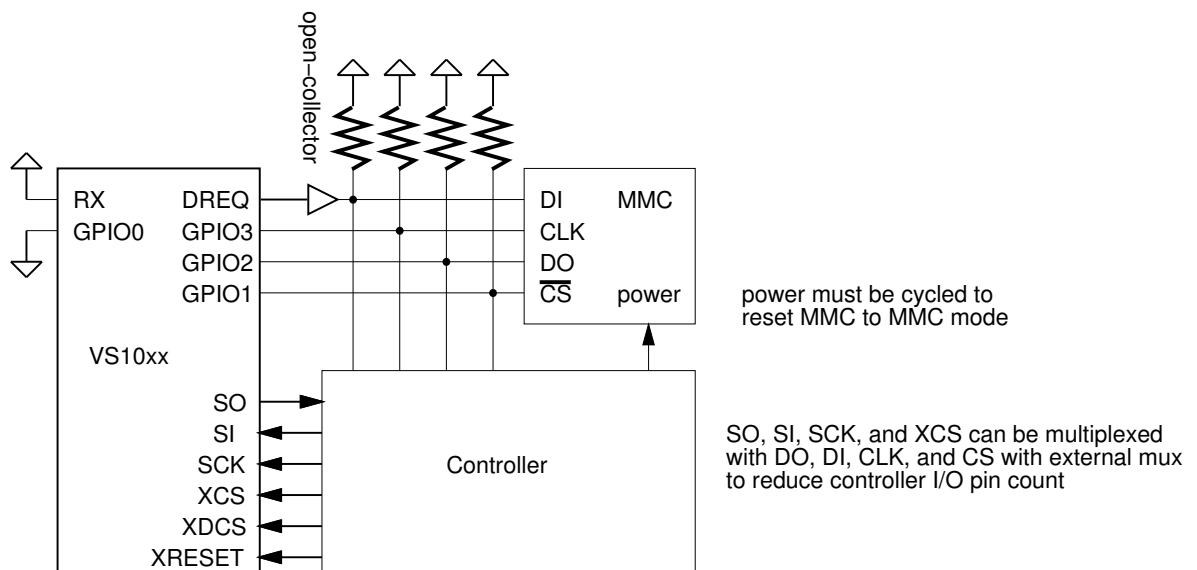 open-collector
RX
DREQ
DI
MMC
GPIO0
GPIO3
CLK
GPIO2
DO
GPIO1
CS
power
power must be cycled to
reset MMC to MMC mode
VS10xx
SO
SI
SCK
XCS
XDCS
XRESET
Controller
SO, SI, SCK, and XCS can be multiplexed
with DO, DI, CLK, and CS with external mux
to reduce controller I/O pin count